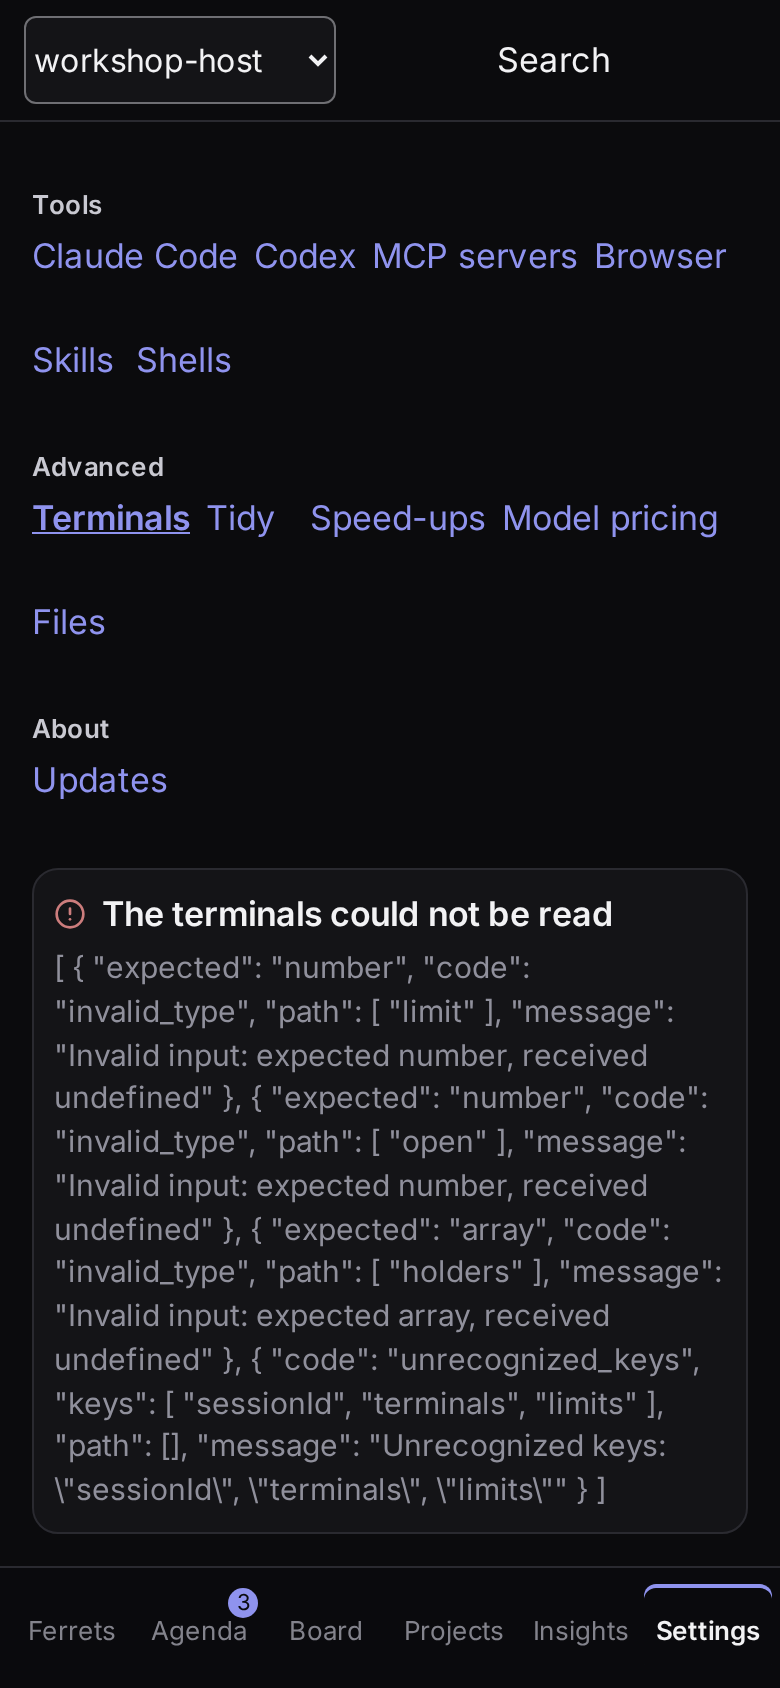 workshop-host
Search
Tools
Claude Code Codex MCP servers Browser
Skills Shells
Advanced
Terminals Tidy Speed-ups Model pricing
Files
About
Updates
The terminals could not be read
[ { "expected": "number", "code":
"invalid_type", "path": [ "limit" ], "message":
"Invalid input: expected number, received
undefined" }, { "expected": "number", "code":
"invalid_type", "path": [ "open" ], "message":
"Invalid input: expected number, received
undefined" }, { "expected": "array", "code":
"invalid_type", "path": [ "holders" ], "message":
"Invalid input: expected array, received
undefined" }, { "code": "unrecognized_keys",
"keys": [ "sessionId", "terminals", "limits" ],
"path": [], "message": "Unrecognized keys:
\"sessionId\", \"terminals\", \"limits\"" } ]
3
Ferrets Agenda Board Projects Insights Settings